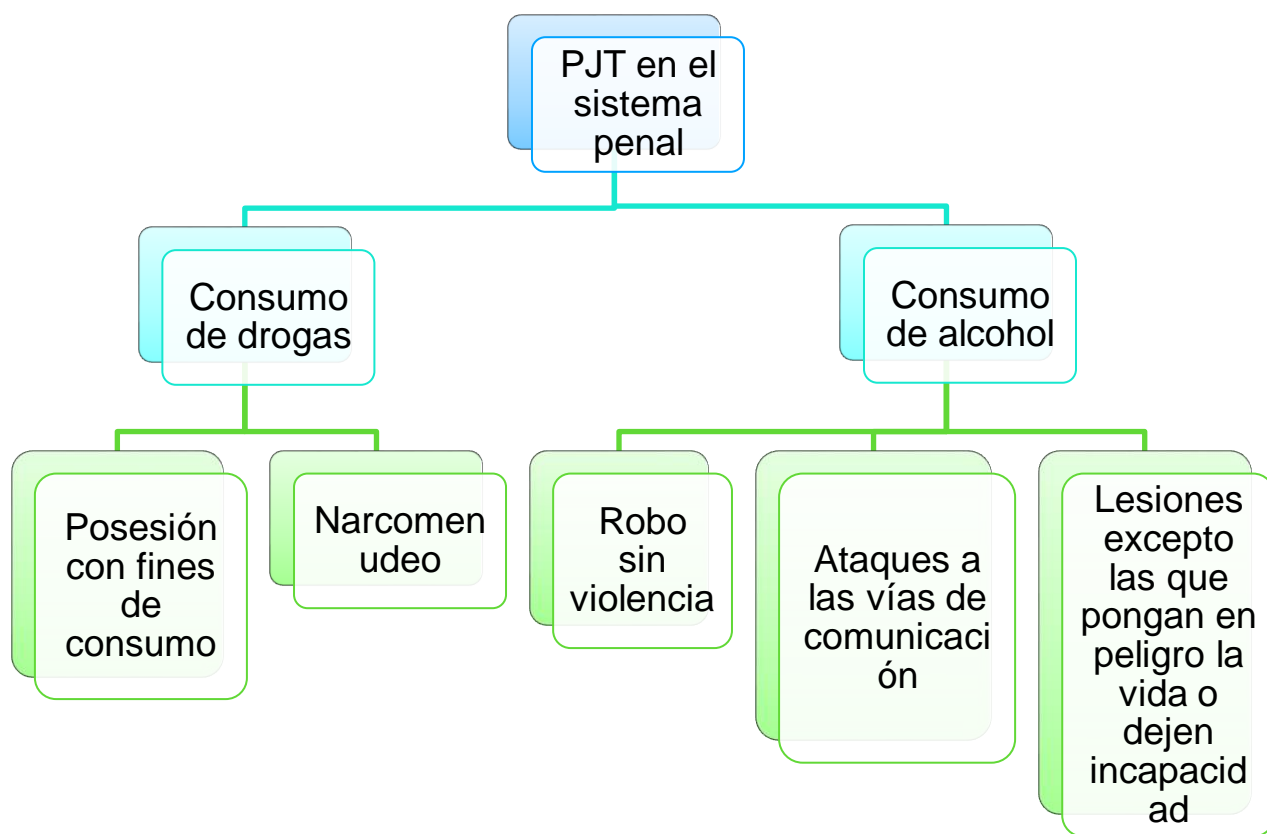 PJT en el
sistema
penal
Consumo
de drogas
Consumo
de alcohol
Posesión
con fines
de
consumo
Narcomen
udeo
Robo
sin
violencia
Ataques a
las vías de
comunicaci
ón
Lesiones
excepto
las que
pongan en
peligro la
vida o
dejen
incapacid
ad